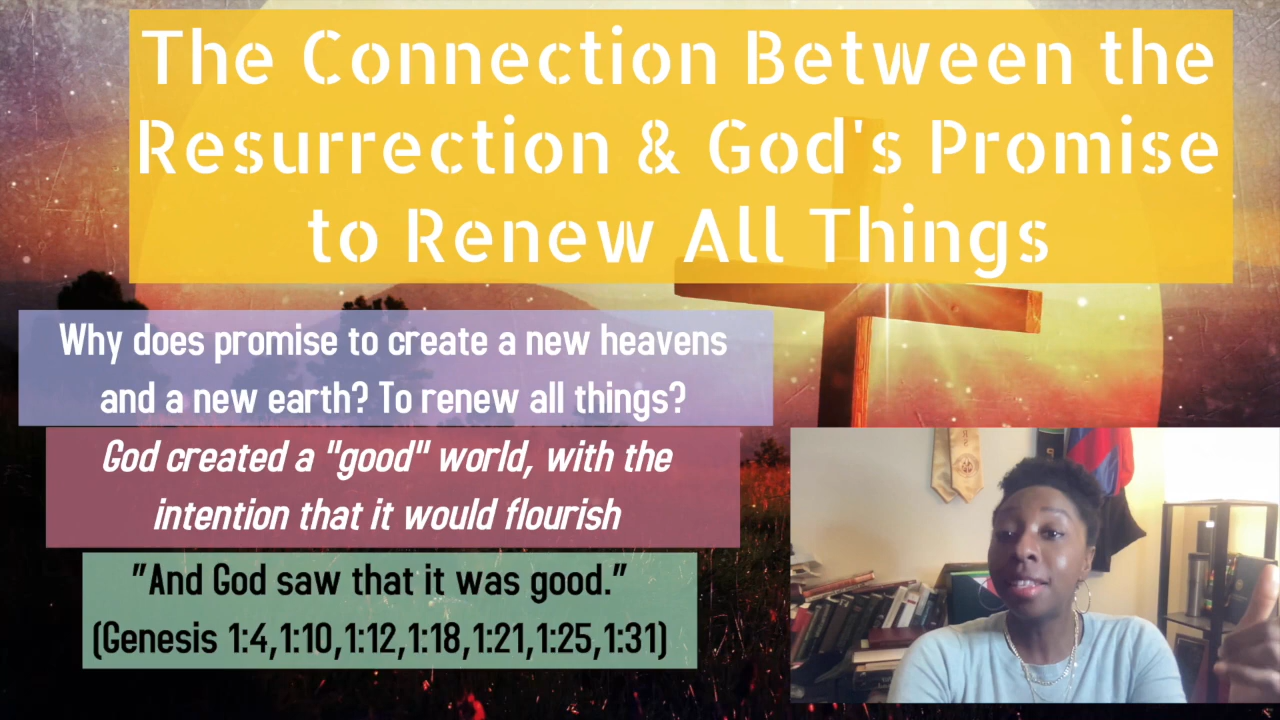 The Connection Between the
Resurrection & God's Promise
to Renew All Things
Why does promise to create a new heavens
and a new earth? To renew all things?
God created a "good" world, with the
intention that it would flourish
"And God saw that it was good."
(Genesis 1:4,1:10,1:12,1:18,1:21,1:25,1:31)